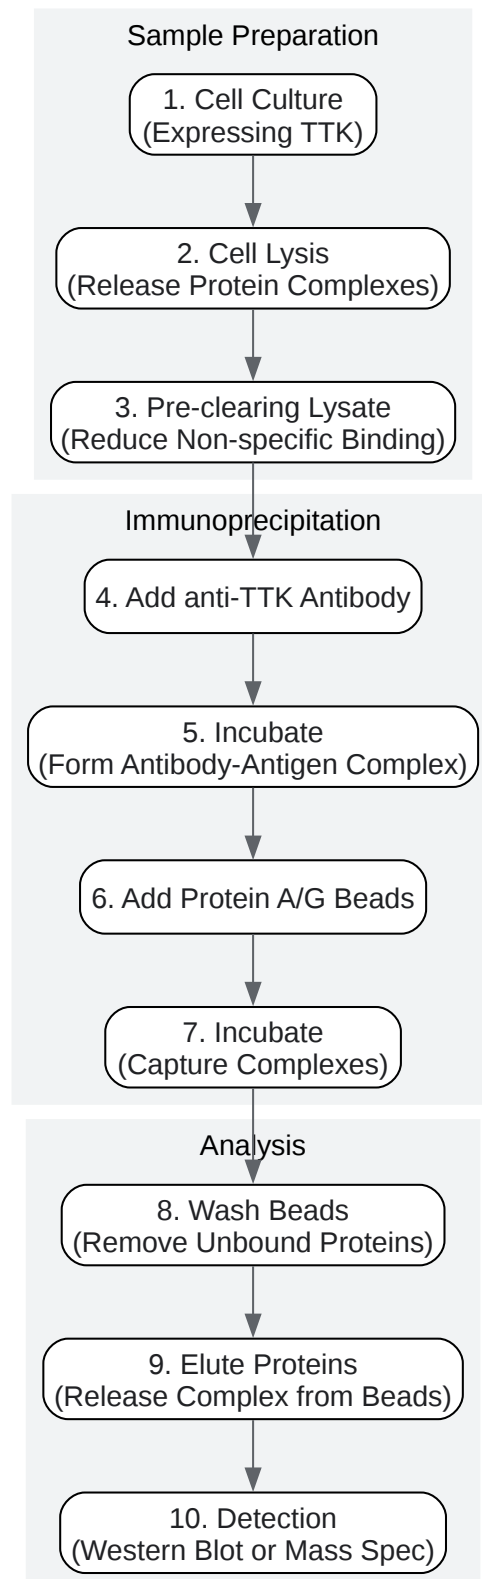 Sample Preparation
1. Cell Culture
(Expressing TTK)
2. Cell Lysis
(Release Protein Complexes)
3. Pre-clearing Lysate
(Reduce Non-specific Binding)
Immunoprecipitation
4. Add anti-TTK Antibody
5. Incubate
(Form Antibody-Antigen Complex)
6. Add Protein A/G Beads
7. Incubate
(Capture Complexes)
Analysis
8. Wash Beads
(Remove Unbound Proteins)
9. Elute Proteins
(Release Complex from Beads)
10. Detection
(Western Blot or Mass Spec)